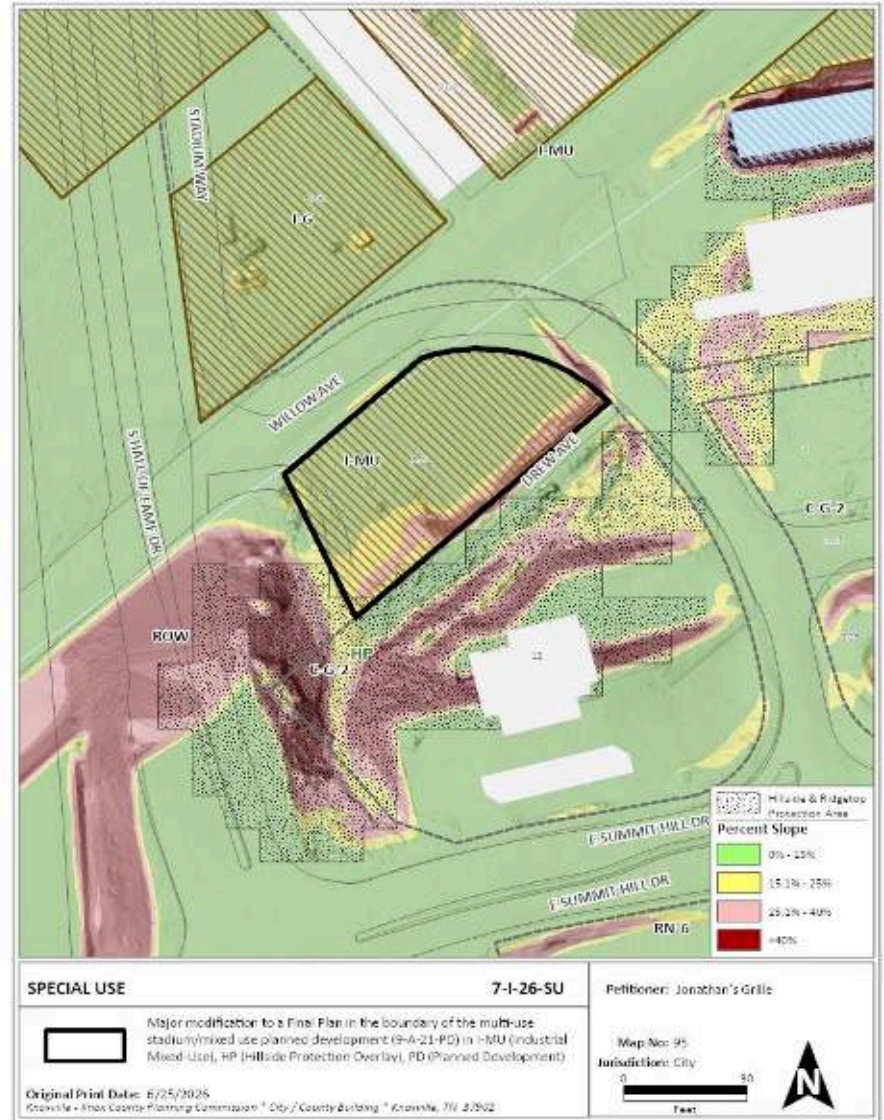 STADIUM WAY
I-MU
I-G
WILLOW AVE
I-MU
DREW AVE
S HALL OF FAME DR
C-G-2
ROW
HP
C-G-2
12
E SUMMIT HILL DR
E SUMMIT HILL DR
RN-6
Hillside & Ridgetop
Protection Area
Percent Slope
0% - 15%
15.1% - 25%
25.1% - 40%
>40%
SPECIAL USE
7-I-26-SU
Major modification to a Final Plan in the boundary of the multi-use
stadium/mixed use planned development (9-A-21-PD) in I-MU (Industrial
Mixed-Use), HP (Hillside Protection Overlay), PD (Planned Development)
Original Print Date: 6/25/2026
Knoxville - Knox County Planning Commission * City / County Building * Knoxville, TN 37902
Petitioner: Jonathan's Grille
Map No: 95
Jurisdiction: City
0 90
Feet
N